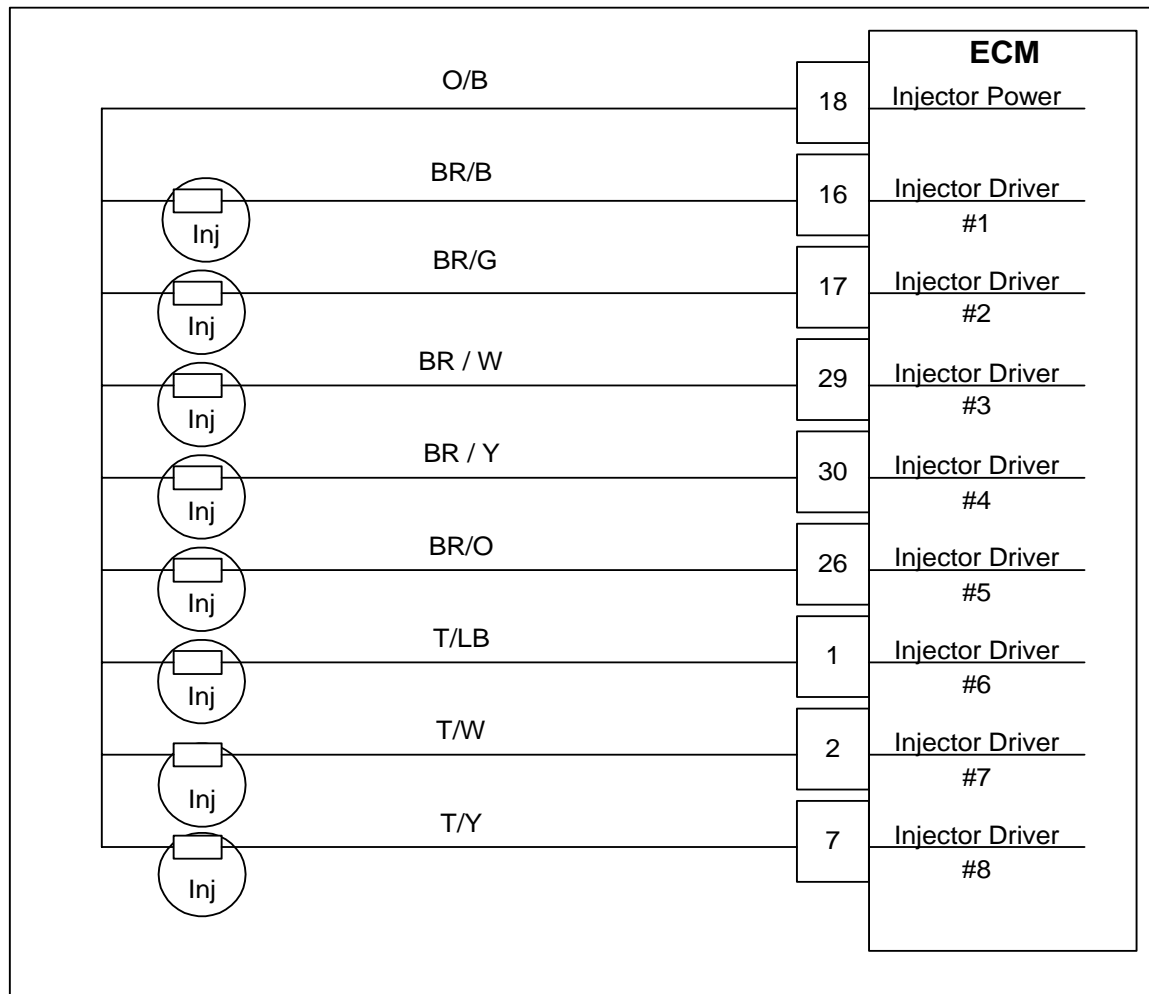 ECM
O/B
18
Injector Power
BR/B
16
Injector Driver
#1
Inj
BR/G
17
Injector Driver
#2
Inj
BR / W
29
Injector Driver
#3
Inj
BR / Y
30
Injector Driver
#4
Inj
BR/O
26
Injector Driver
#5
Inj
T/LB
1
Injector Driver
#6
Inj
T/W
2
Injector Driver
#7
Inj
T/Y
7
Injector Driver
#8
Inj